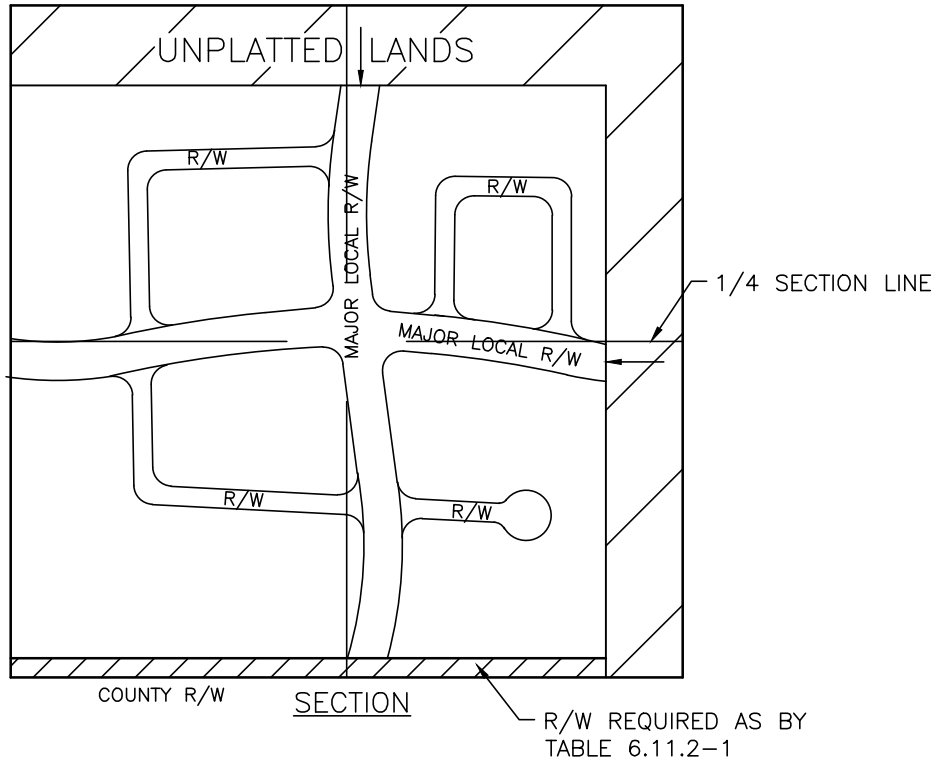 UNPLATTED LANDS
R/W
R/W
MAJOR LOCAL R/W
1/4 SECTION LINE
MAJOR LOCAL R/W
R/W
R/W
COUNTY R/W
SECTION
R/W REQUIRED AS BY
TABLE 6.11.2-1